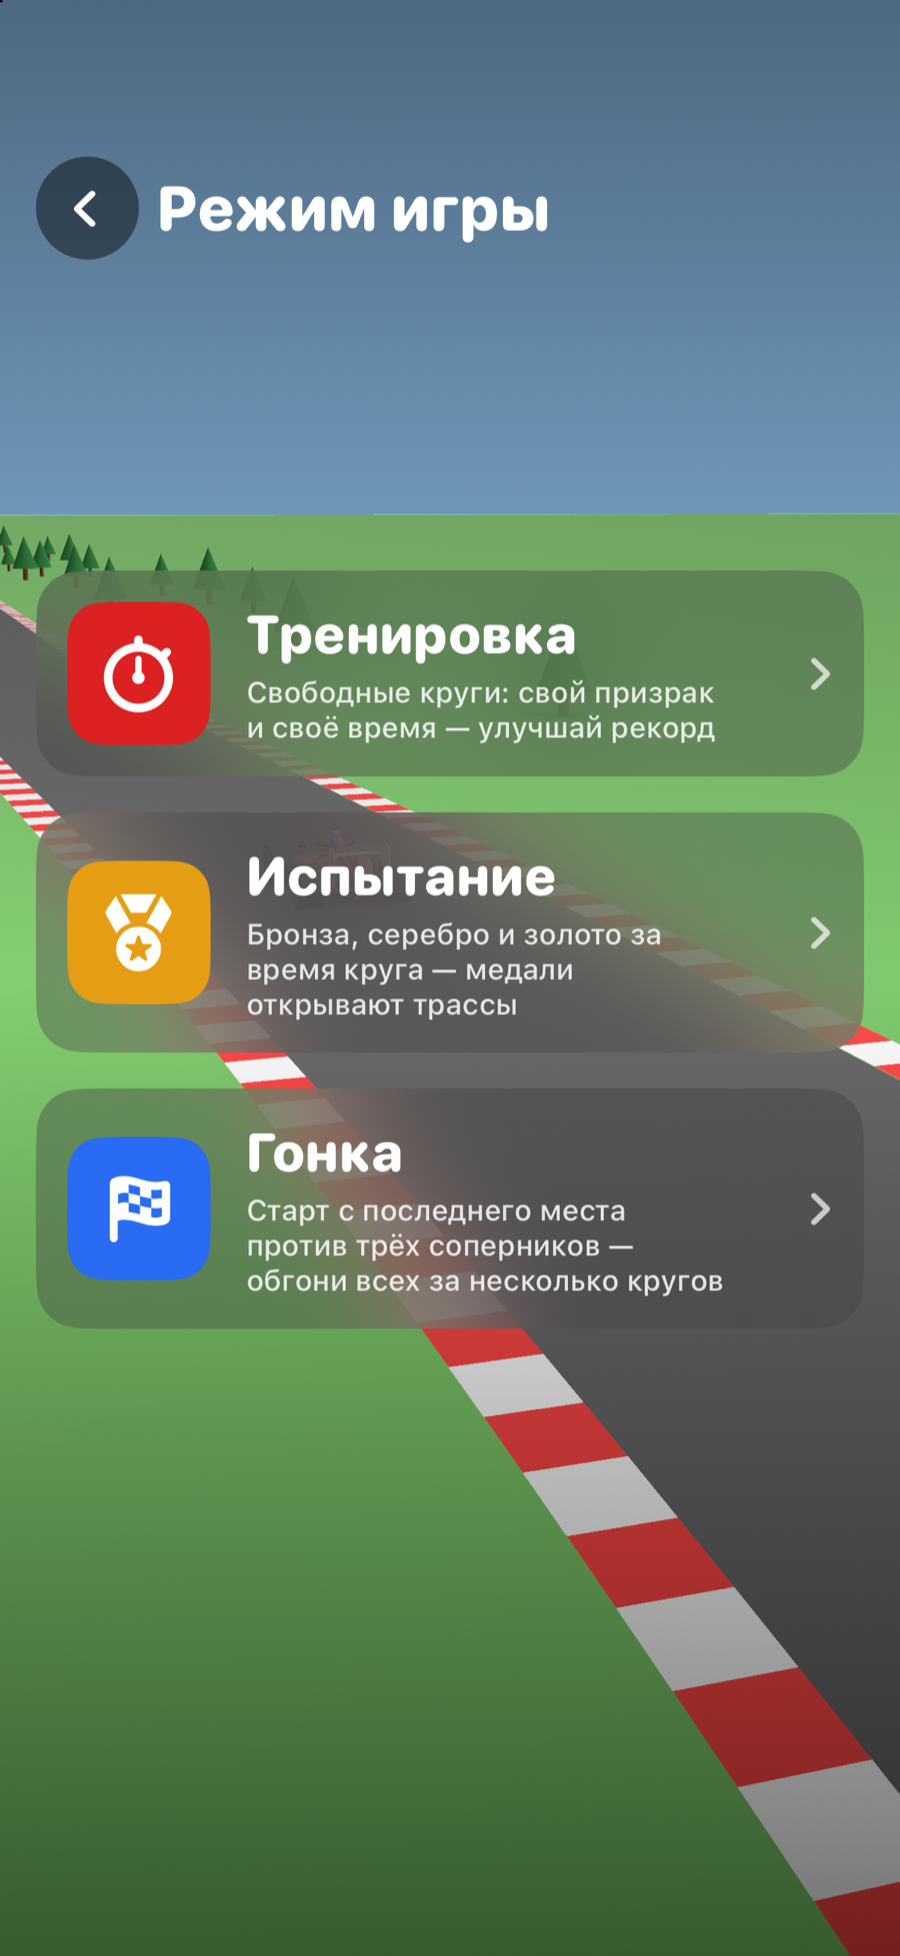 Режим игры
Тренировка
Свободные круги: свой призрак
и своё время — улучшай рекорд
Испытание
Бронза, серебро и золото за
время круга — медали
открывают трассы
Гонка
Старт с последнего места
против трёх соперников —
обгони всех за несколько кругов